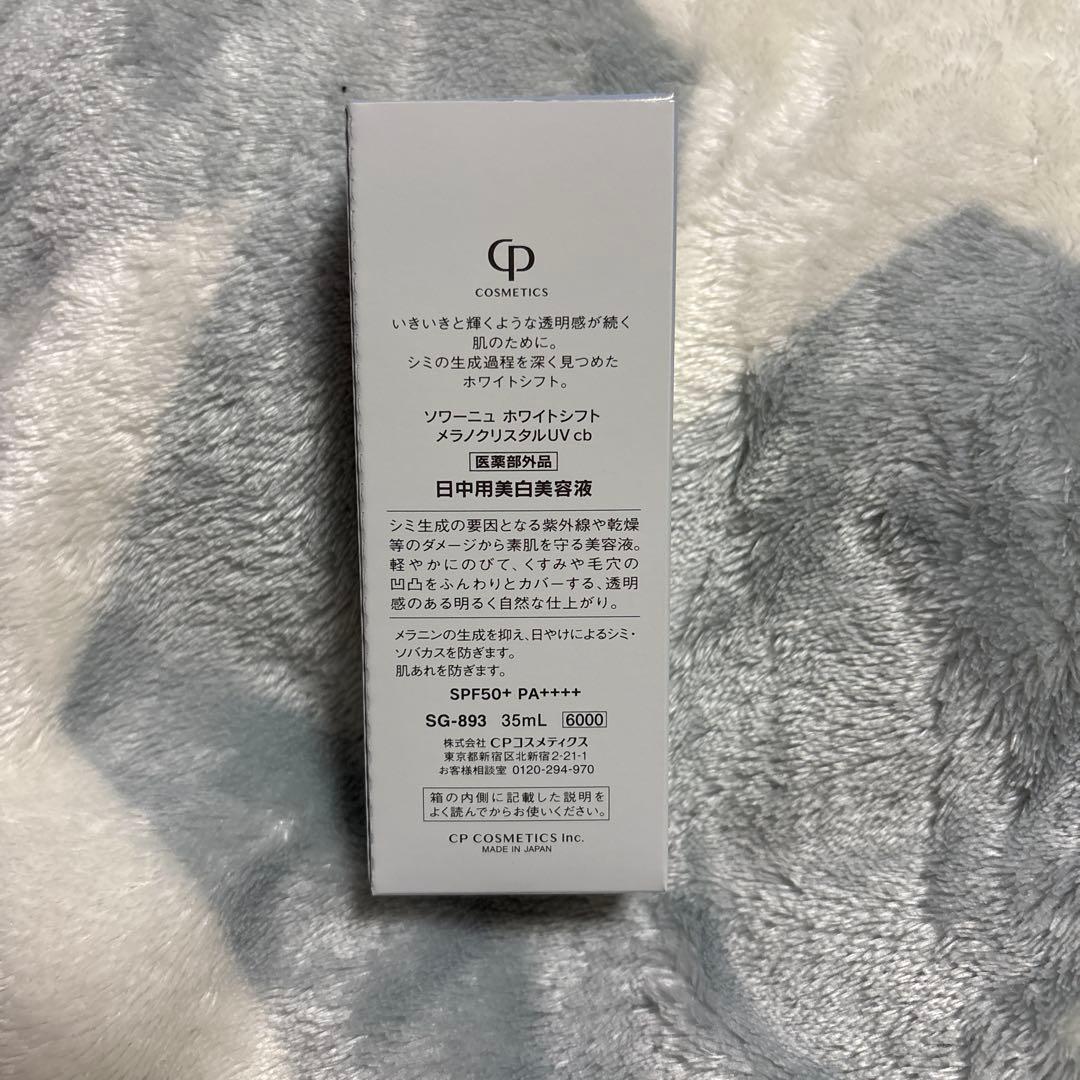 CP
COSMETICS
いきいきと輝くような透明感が続く
肌のために。
シミの生成過程を深く見つめた
ホワイトシフト。
ソワーニュ ホワイトシフト
メラノクリスタルUV cb
医薬部外品
日中用美白美容液
シミ生成の要因となる紫外線や乾燥
等のダメージから素肌を守る美容液。
軽やかにのびて、くすみや毛穴の
凹凸をふんわりとカバーする、透明
感のある明るく自然な仕上がり。
メラニンの生成を抑え、日やけによるシミ・
ソバカスを防ぎます。
肌あれを防ぎます。
SPF50+ PA++++
SG-893 35mL 6000
株式会社 CPコスメティクス
東京都新宿区北新宿2-21-1
お客様相談室 0120-294-970
箱の内側に記載した説明を
よく読んでからお使いください。
CP COSMETICS Inc.
MADE IN JAPAN